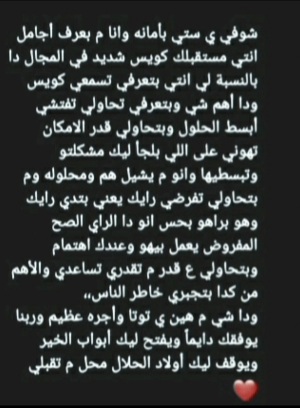 شوفي ي ستي بأمانه وانا م بعرف أجامل
انتي مستقبلك كويس شديد في المجال دا
بالنسبة لي انتي بتعرفي تسمعي كويس
ودا أهم شي وبتعرفي تحاولي تفتشي
أبسط الحلول وبتحاولي قدر الامكان
تهوني على اللي بلجأ ليك مشكلتو
وتبسطيها وانو م يشيل هم ومحلوله وم
بتحاولي تفرضي رايك يعني بتدي رايك
وهو براهو بحس انو دا الراي الصح
المفروض يعمل بيهو وعندك اهتمام
وبتحاولي ع قدر م تقدري تساعدي والأهم
من كدا بتجبري خاطر الناس,,
ودا شي م هين ي توتا وأجره عظيم وربنا
يوفقك دايماً ويفتح ليك أبواب الخير
ويوقف ليك أولاد الحلال محل م تقبلي
❤️